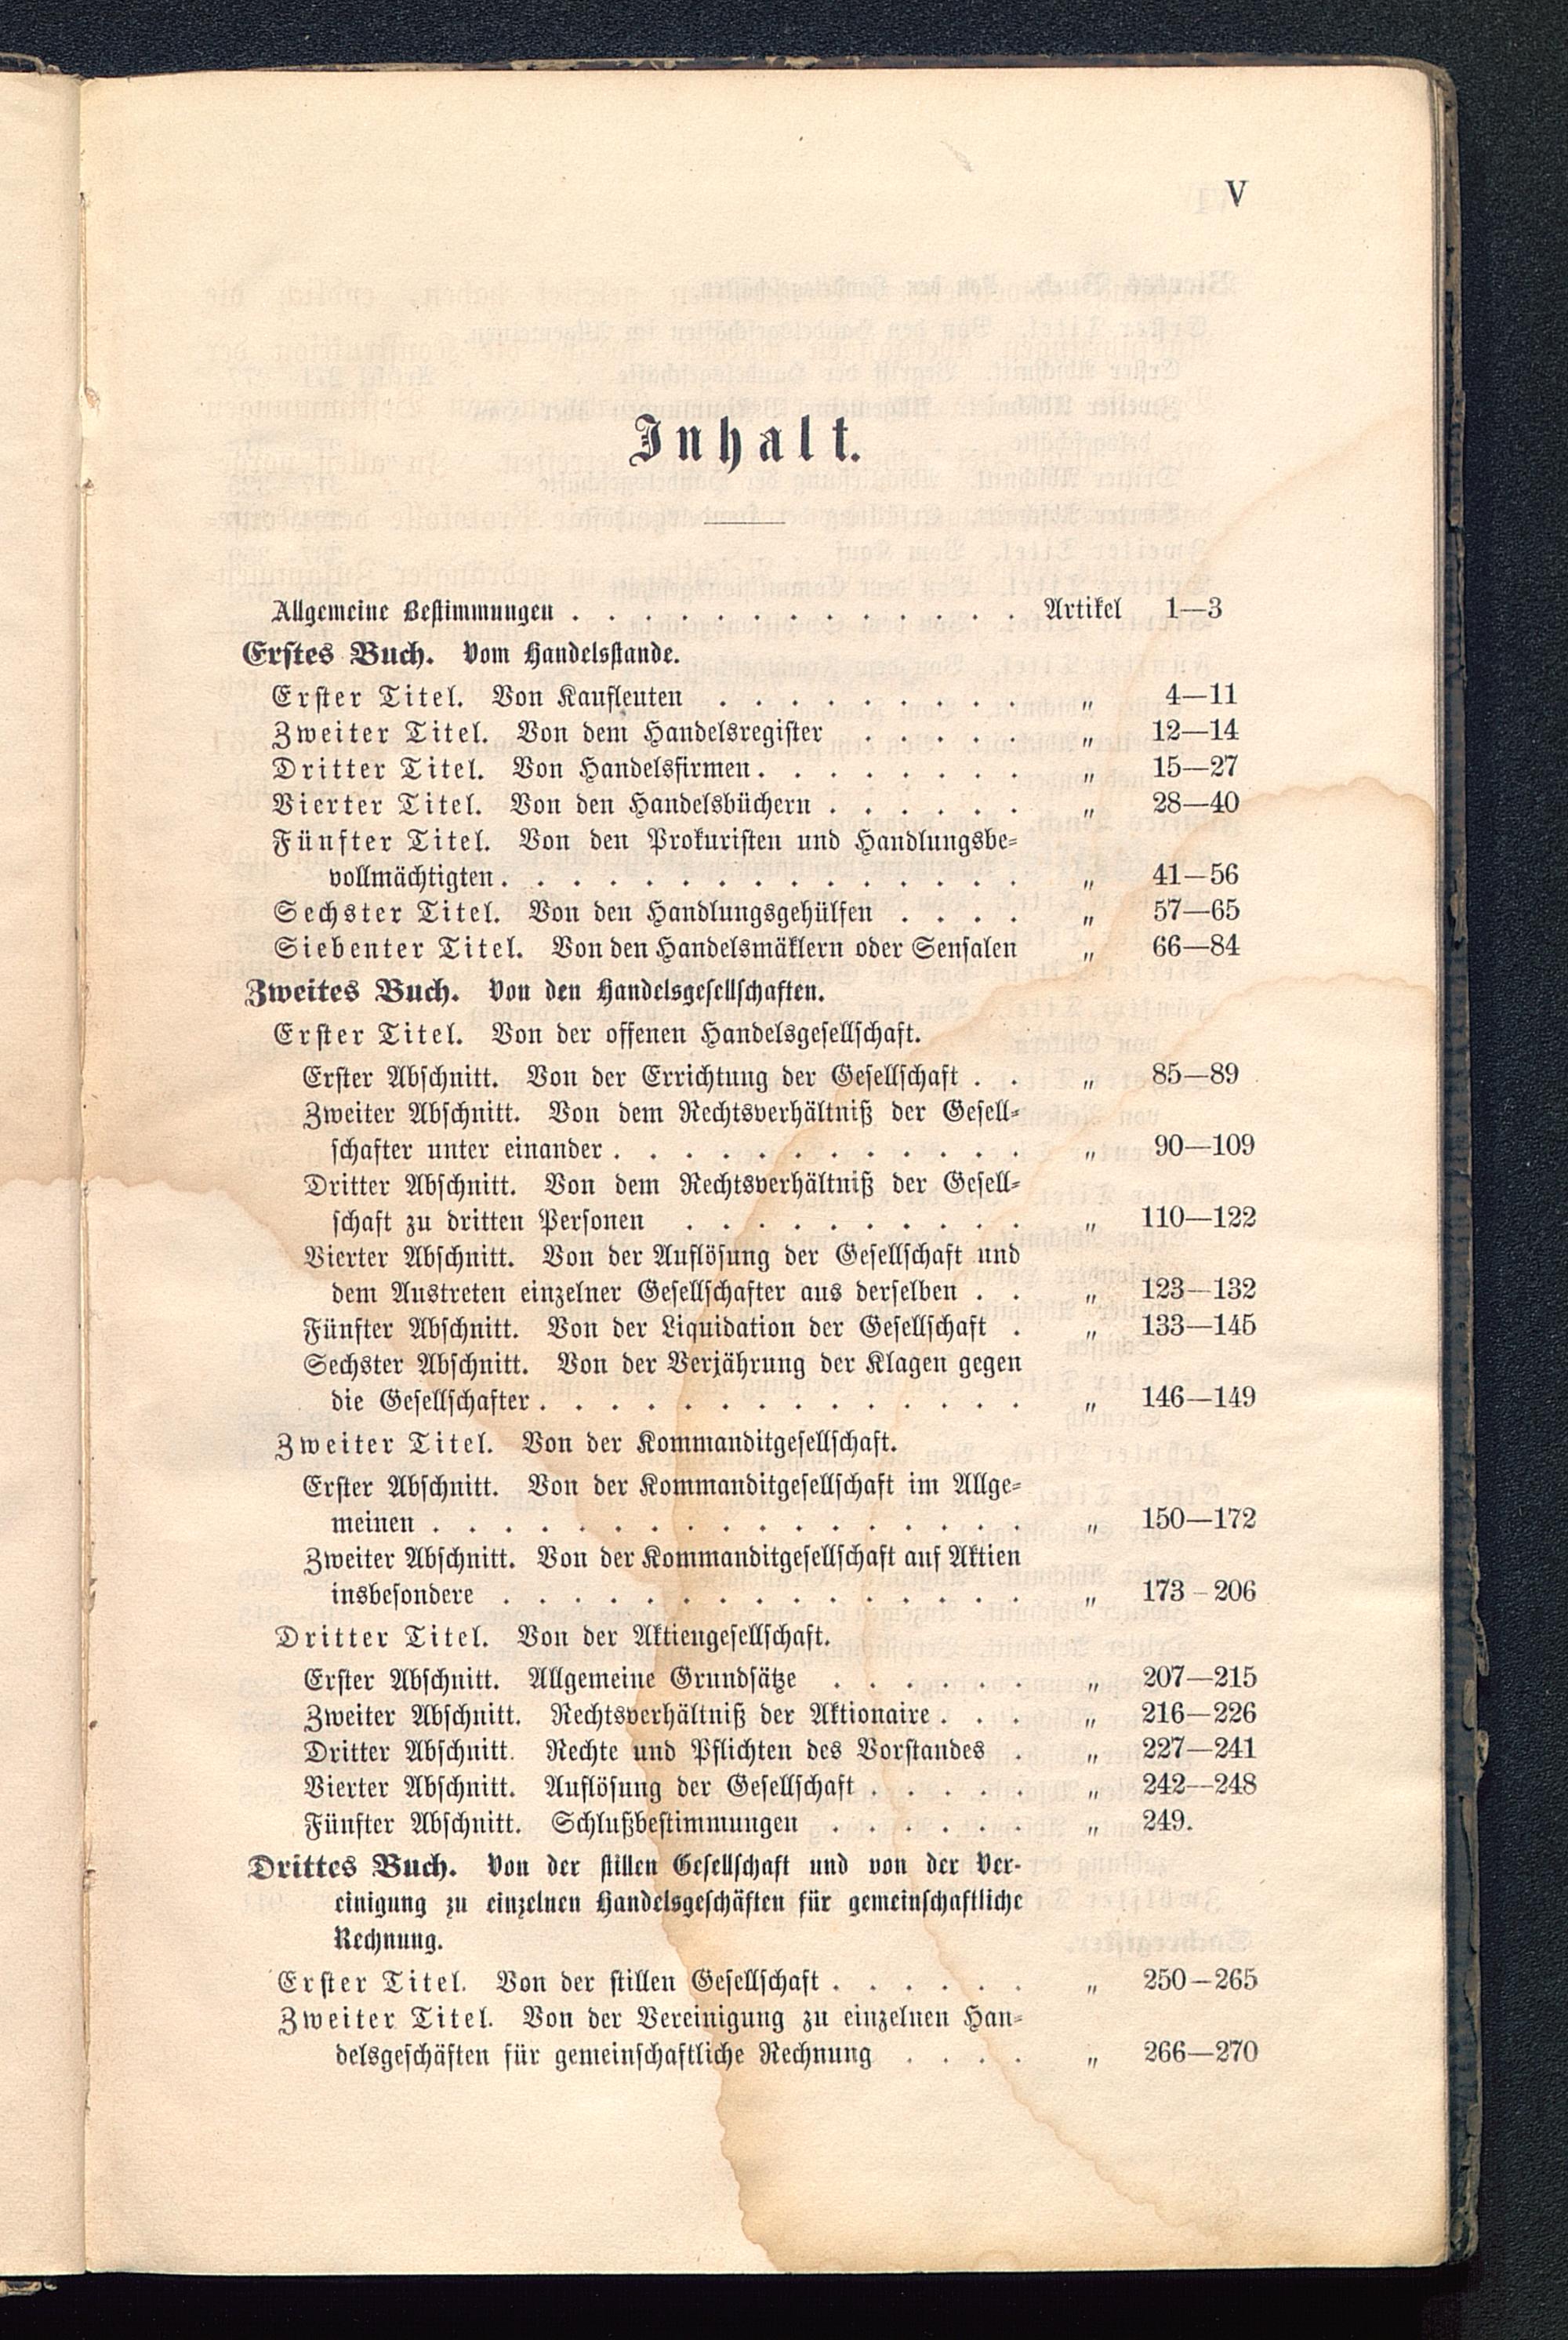 V
Inhalt.
Allgemeine Bestimmungen . . . . . . . . . . . . . Artikel 1—3
Erstes Buch. Vom Handelsstande.
Erster Titel. Von Kaufleuten . . . . . . . . . „ 4—11
Zweiter Titel. Von dem Handelsregister . . . . . „ 12—14
Dritter Titel. Von Handelsfirmen. . . . . . . . „ 15—27
Vierter Titel. Von den Handelsbüchern . . . . . . „ 28—40
Fünfter Titel. Von den Prokuristen und Handlungsbe-
vollmächtigten. . . . . . . . . . . . . . . „ 41—56
Sechster Titel. Von den Handlungsgehülfen . . . . „ 57—65
Siebenter Titel. Von den Handelsmäklern oder Sensalen „ 66—84
Zweites Buch. Von den Handelsgesellschaften.
Erster Titel. Von der offenen Handelsgesellschaft.
Erster Abschnitt. Von der Errichtung der Gesellschaft . . „ 85—89
Zweiter Abschnitt. Von dem Rechtsverhältniß der Gesell-
schafter unter einander . . . . . . . . . . . . „ 90—109
Dritter Abschnitt. Von dem Rechtsverhältniß der Gesell-
schaft zu dritten Personen . . . . . . . . . . „ 110—122
Vierter Abschnitt. Von der Auflösung der Gesellschaft und
dem Austreten einzelner Gesellschafter aus derselben . . „ 123—132
Fünfter Abschnitt. Von der Liquidation der Gesellschaft . „ 133—145
Sechster Abschnitt. Von der Verjährung der Klagen gegen
die Gesellschafter . . . . . . . . . . . . . . „ 146—149
Zweiter Titel. Von der Kommanditgesellschaft.
Erster Abschnitt. Von der Kommanditgesellschaft im Allge-
meinen . . . . . . . . . . . . . . . . . „ 150—172
Zweiter Abschnitt. Von der Kommanditgesellschaft auf Aktien
insbesondere . . . . . . . . . . . . . . . „ 173–206
Dritter Titel. Von der Aktiengesellschaft.
Erster Abschnitt. Allgemeine Grundsätze . . . . . . „ 207—215
Zweiter Abschnitt. Rechtsverhältniß der Aktionaire . . . „ 216—226
Dritter Abschnitt. Rechte und Pflichten des Vorstandes . „ 227—241
Vierter Abschnitt. Auflösung der Gesellschaft . . . . . „ 242—248
Fünfter Abschnitt. Schlußbestimmungen . . . . . . „ 249.
Drittes Buch. Von der stillen Gesellschaft und von der Ver-
einigung zu einzelnen Handelsgeschäften für gemeinschaftliche
Rechnung.
Erster Titel. Von der stillen Gesellschaft . . . . . . „ 250–265
Zweiter Titel. Von der Vereinigung zu einzelnen Han-
delsgeschäften für gemeinschaftliche Rechnung . . . . „ 266—270